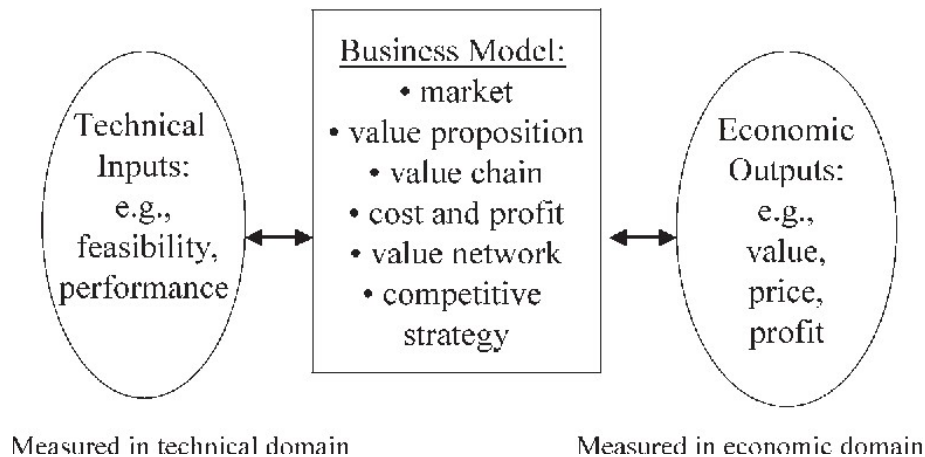 Technical
Inputs:
e.g.,
feasibility,
performance
Business Model:
• market
• value proposition
• value chain
• cost and profit
• value network
• competitive
strategy
Economic
Outputs:
e.g.,
value,
price,
profit
Measured in technical domain
Measured in economic domain